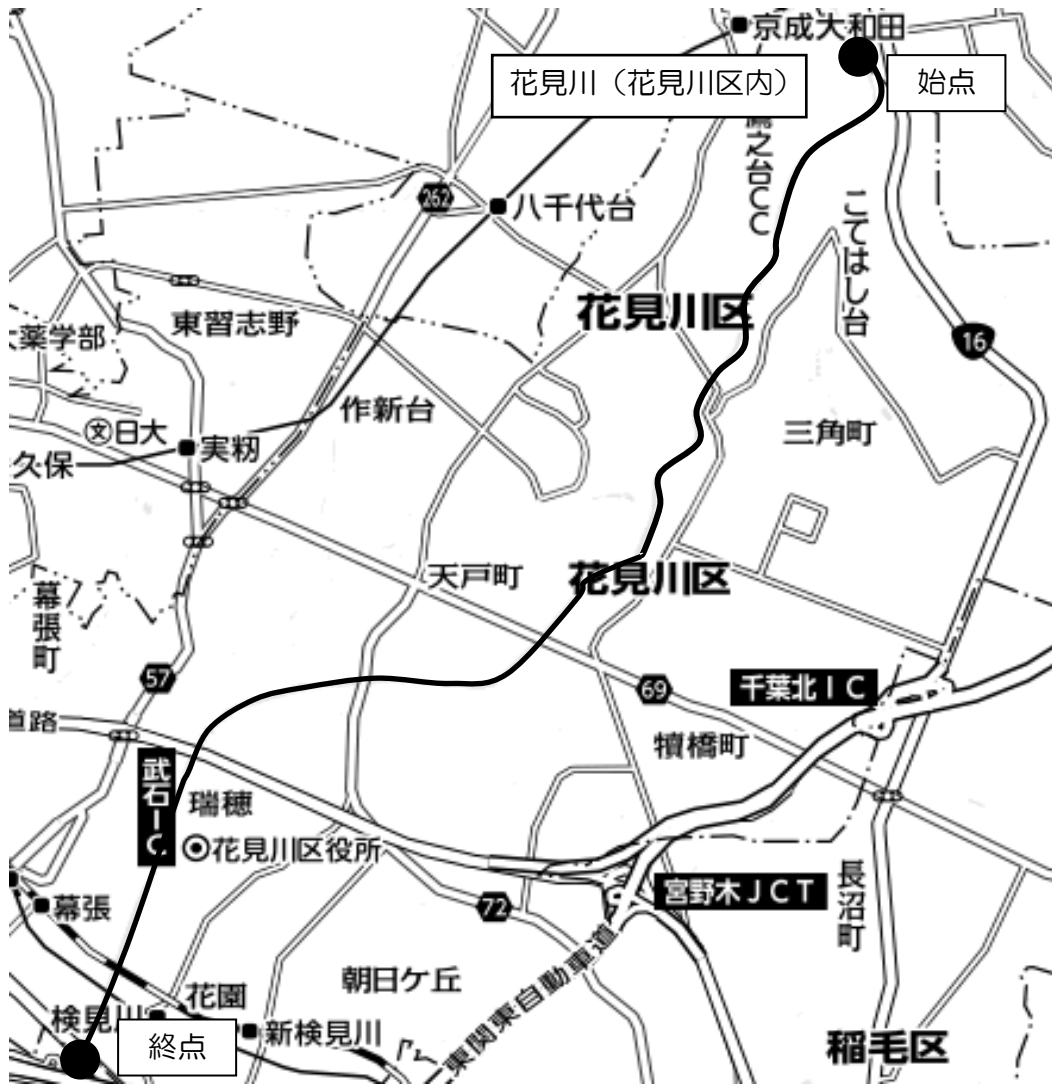 京成大和田
花見川（花見川区内）
始点
鷹之台CC
262
八千代台
こてはし台
花見川区
東習志野
16
薬学部
作新台
三角町
文日大
実籾
久保
天戸町
花見川区
幕張町
57
69
千葉北IC
道路
犢橋町
武石IC
瑞穂
花見川区役所
宮野木JCT
長沼町
72
幕張
東関東自動車道
朝日ケ丘
花園
検見川
新検見川
終点
稲毛区